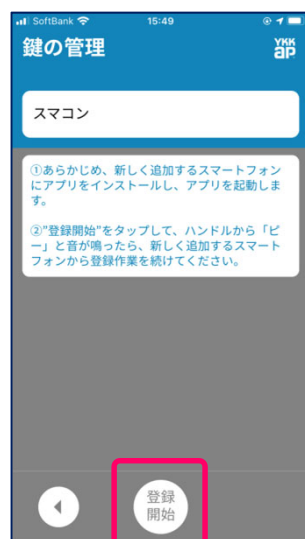 SoftBank 15:49
鍵の管理
YKK
ap
スマコン
①あらかじめ、新しく追加するスマートフォン
にアプリをインストールし、アプリを起動しま
す。
②"登録開始"をタップして、ハンドルから「ピ
ー」と音が鳴ったら、新しく追加するスマート
フォンから登録作業を続けてください。
登録
開始